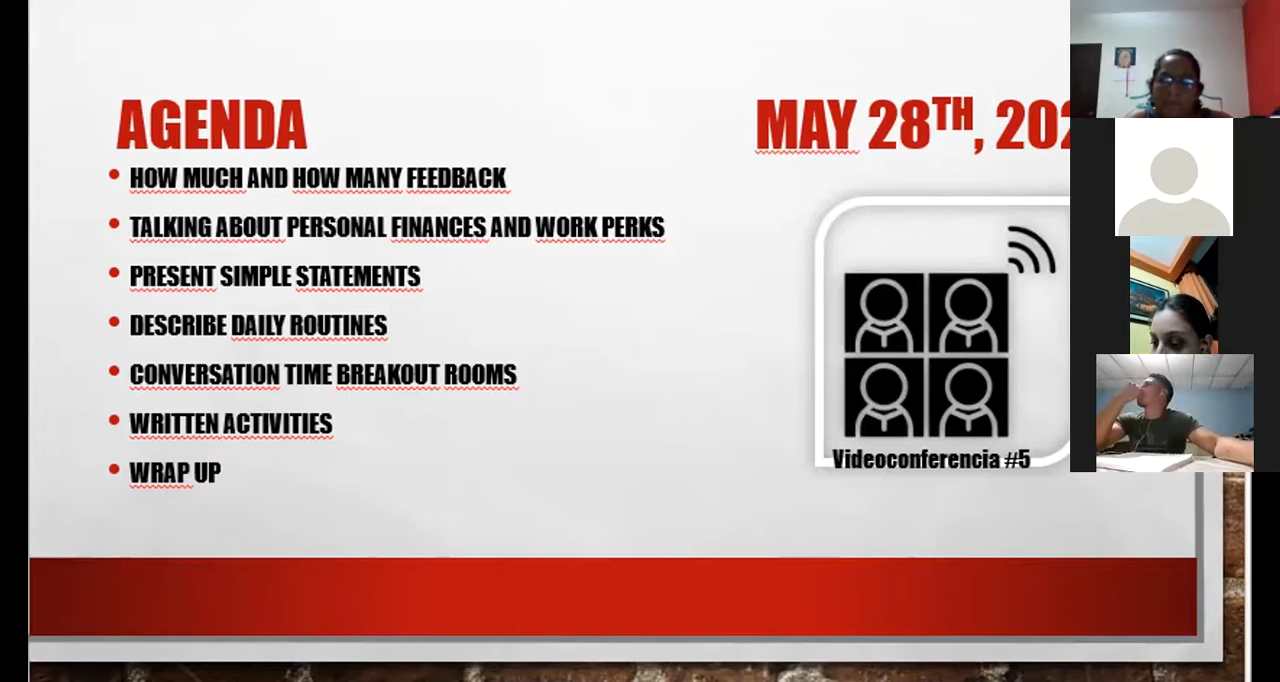 AGENDA
MAY 28TH, 202
HOW MUCH AND HOW MANY FEEDBACK
TALKING ABOUT PERSONAL FINANCES AND WORK PERKS
PRESENT SIMPLE STATEMENTS
DESCRIBE DAILY ROUTINES
CONVERSATION TIME BREAKOUT ROOMS
WRITTEN ACTIVITIES
WRAP UP
Videoconferencia #5